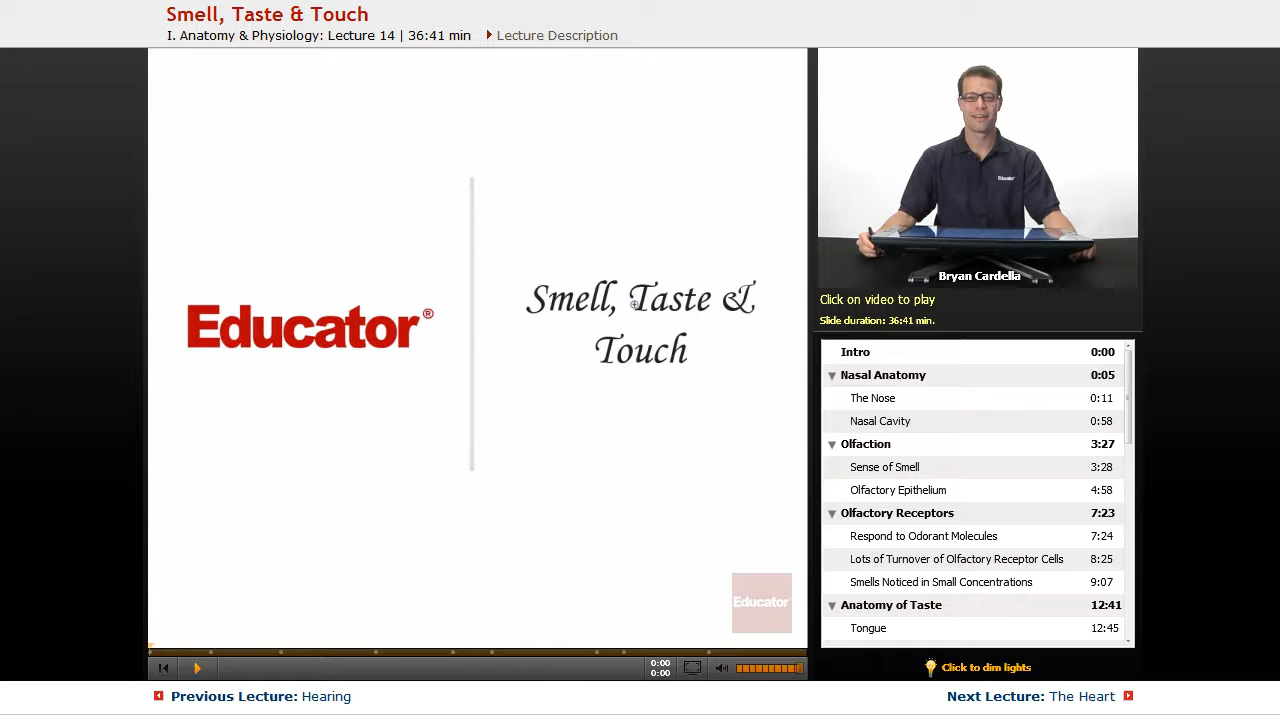 Smell, Taste & Touch
I. Anatomy & Physiology: Lecture 14 | 36:41 min
Lecture Description
Educator®
Smell, Taste &
Touch
Educator
Educator
Bryan Cardella
Click on video to play
Slide duration: 36:41 min.
Intro 0:00
Nasal Anatomy 0:05
The Nose 0:11
Nasal Cavity 0:58
Olfaction 3:27
Sense of Smell 3:28
Olfactory Epithelium 4:58
Olfactory Receptors 7:23
Respond to Odorant Molecules 7:24
Lots of Turnover of Olfactory Receptor Cells 8:25
Smells Noticed in Small Concentrations 9:07
Anatomy of Taste 12:41
Tongue 12:45
0:00
0:00
Click to dim lights
Previous Lecture: Hearing
Next Lecture: The Heart